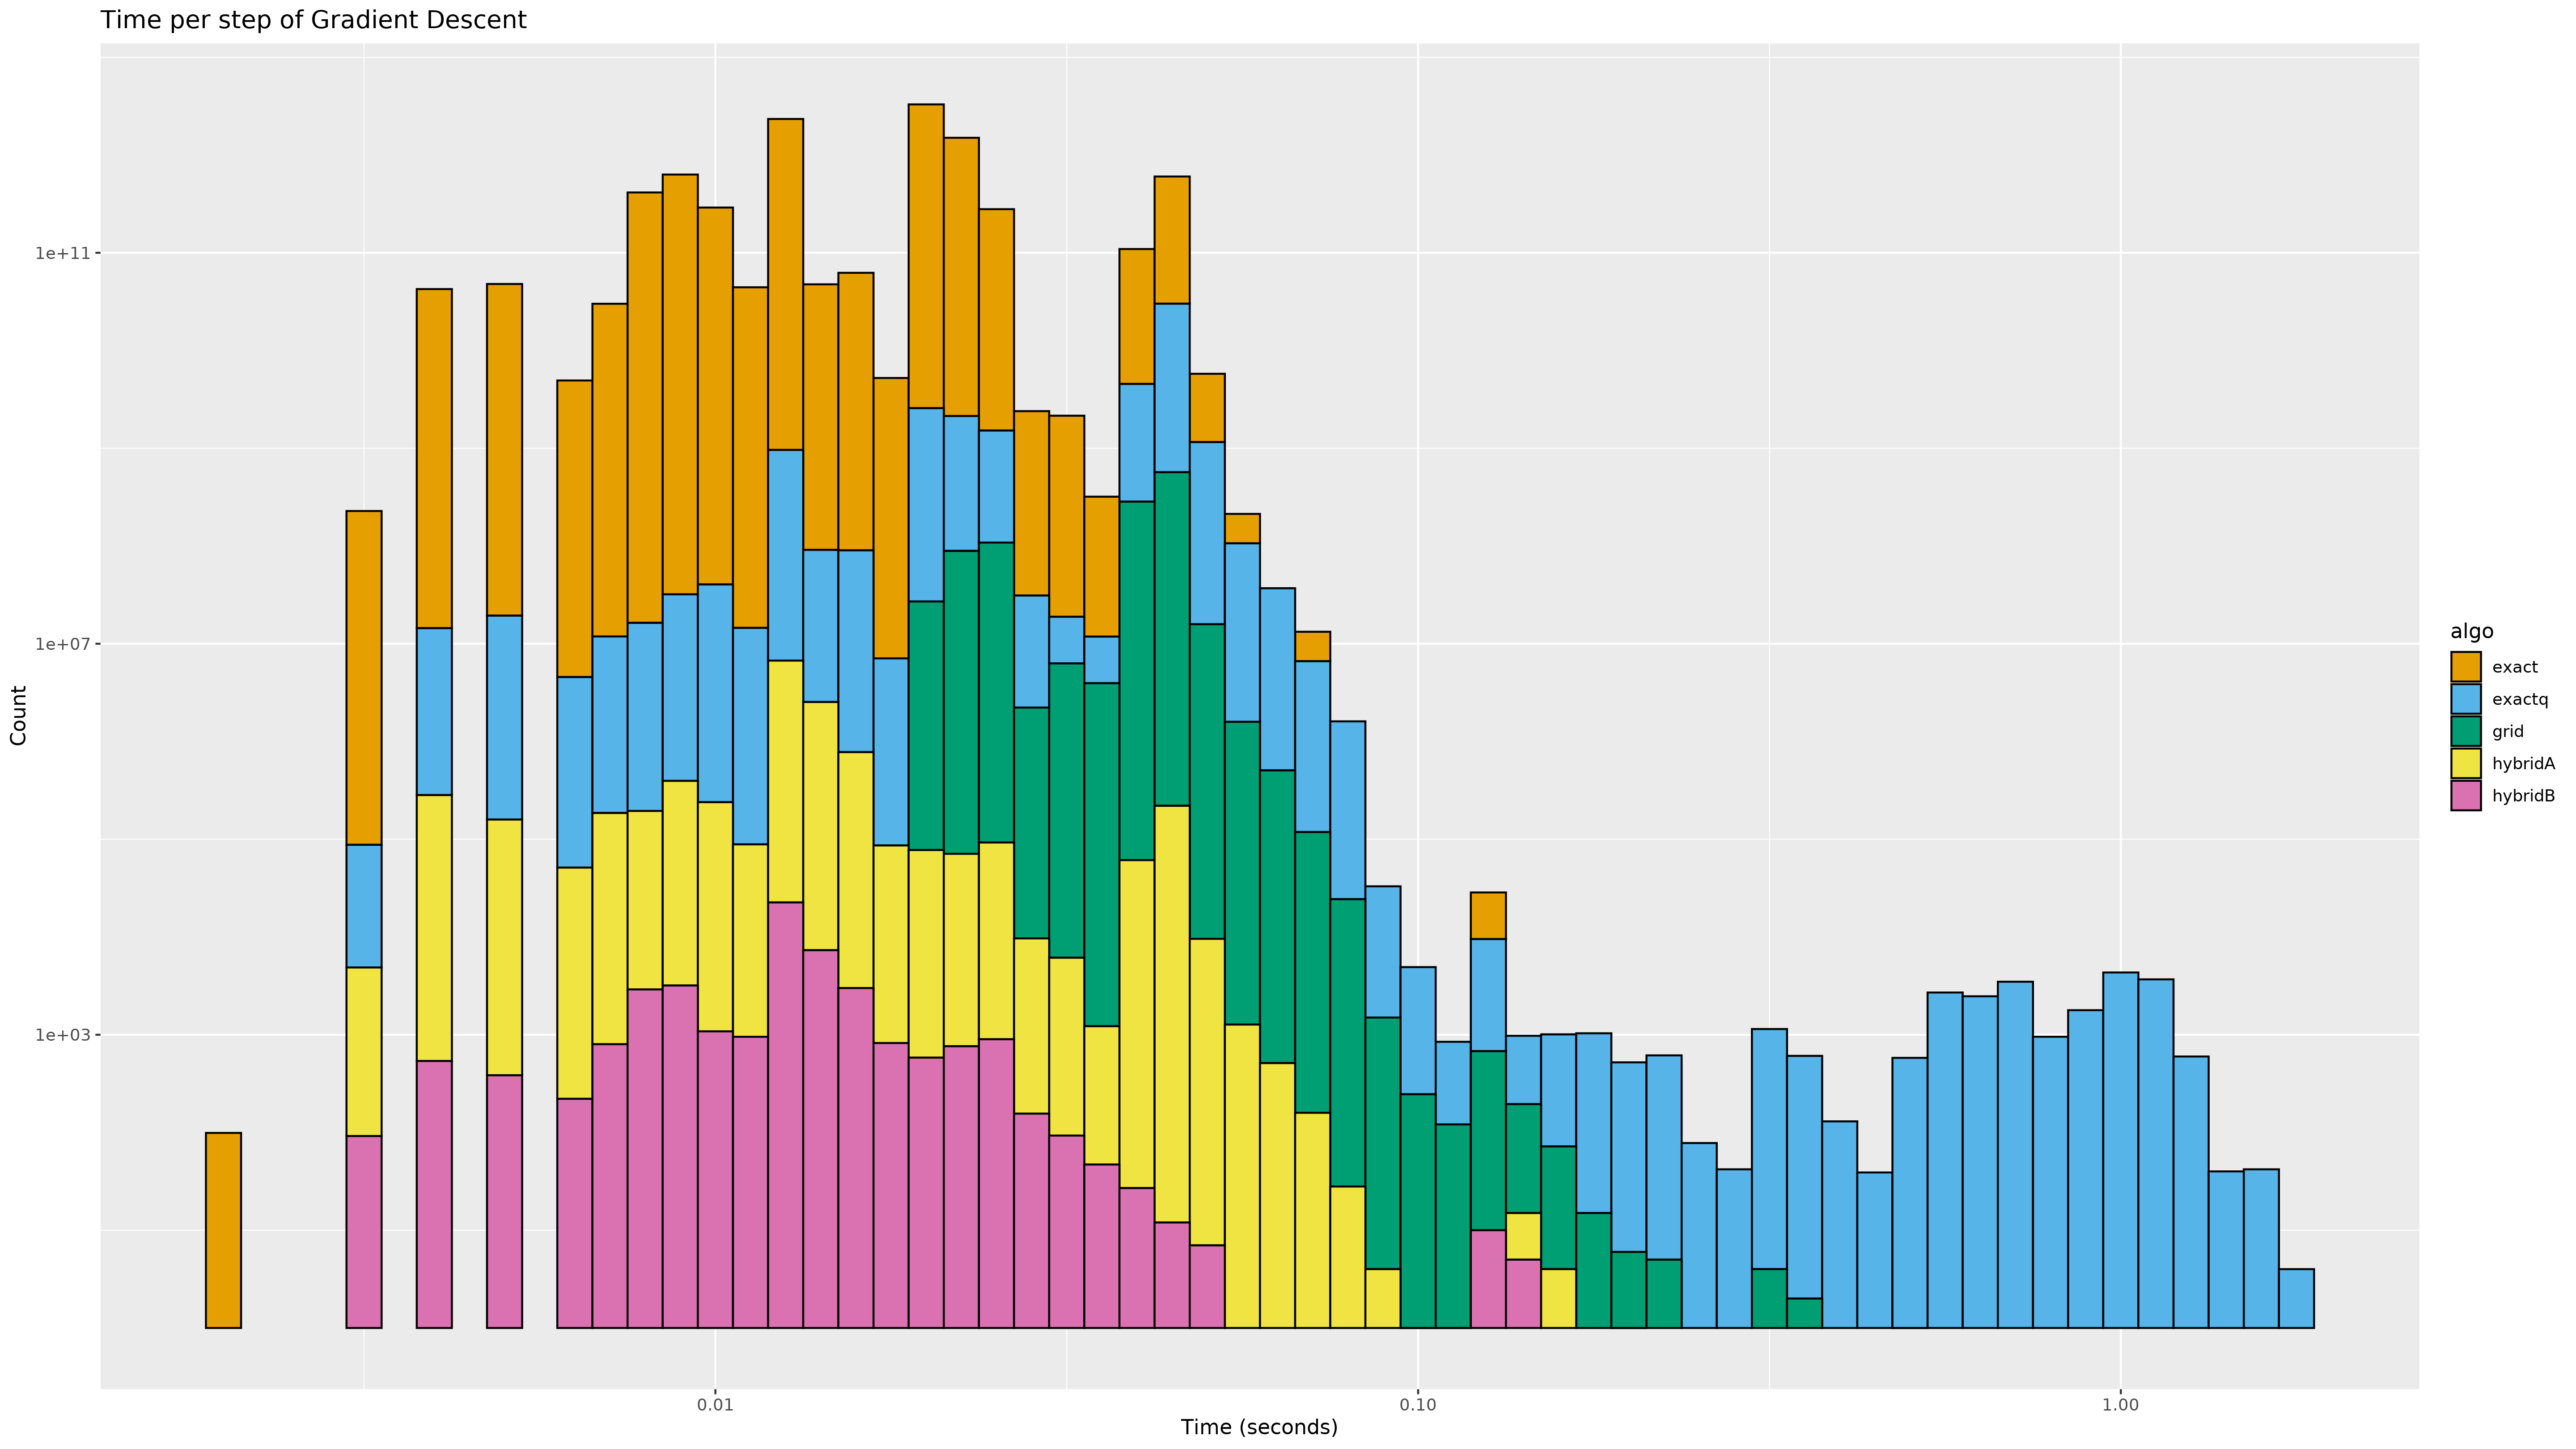 Time per step of Gradient Descent
Count
1e+11
1e+07
1e+03
0.01
0.10
1.00
Time (seconds)
algo
exact
exactq
grid
hybridA
hybridB